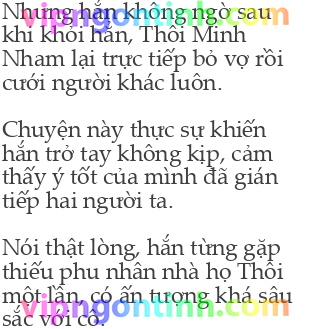 Nhưng hắn không ngờ sau
khi khỏi hẳn, Thôi Minh
Nham lại trực tiếp bỏ vợ rồi
cưới người khác luôn.
Chuyện này thực sự khiến
hắn trở tay không kịp, cảm
thấy ý tốt của mình đã gián
tiếp hai người ta.
Nói thật lòng, hắn từng gặp
thiếu phu nhân nhà họ Thôi
một lần, có ấn tượng khá sâu
sắc với cô.
vipngontinh.com
vipngontinh.com